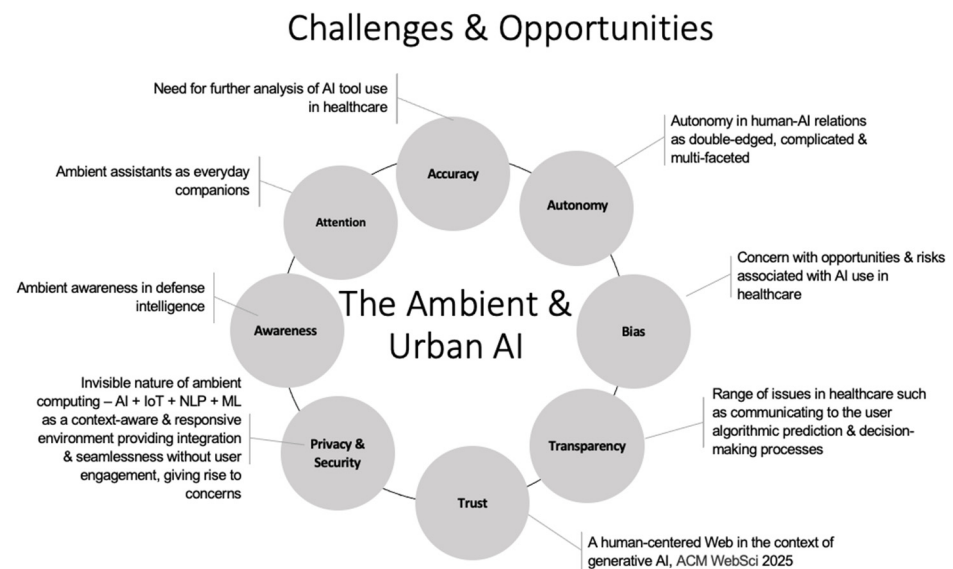 Challenges & Opportunities
Need for further analysis of AI tool use
in healthcare
Accuracy
Autonomy in human-AI relations
as double-edged, complicated &
multi-faceted
Autonomy
Concern with opportunities & risks
associated with AI use in
healthcare
Bias
Range of issues in healthcare such
as communicating to the user
algorithmic prediction & decision-
making processes
Transparency
A human-centered Web in the context of
generative AI, ACM WebSci 2025
Trust
Invisible nature of ambient
computing – AI + IoT + NLP + ML
as a context-aware & responsive
environment providing integration
& seamlessness without user
engagement, giving rise to
concerns
Privacy &
Security
Ambient awareness in defense
intelligence
Awareness
Ambient assistants as everyday
companions
Attention
The Ambient &
Urban AI